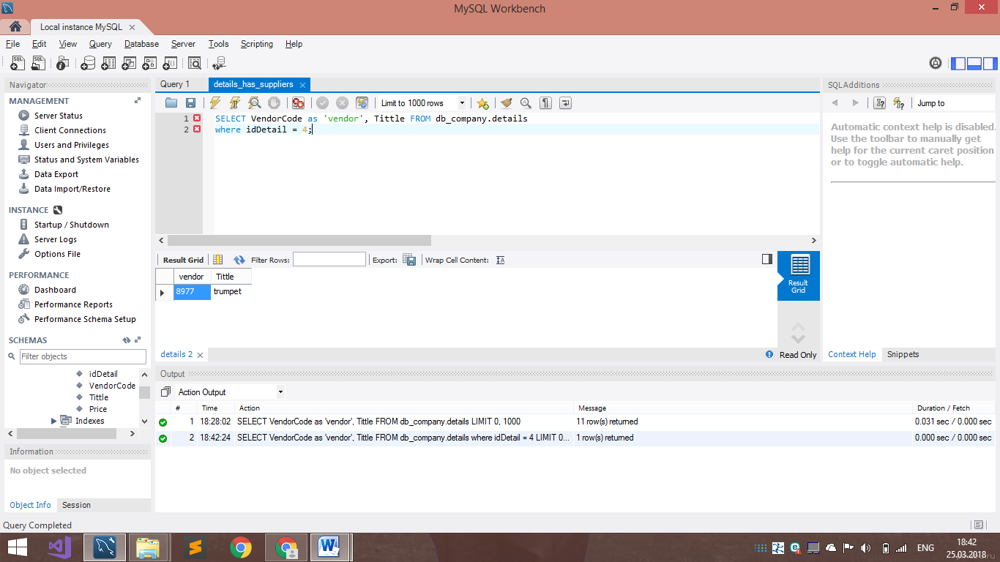 MySQL Workbench
Local instance MySQL
File Edit View Query Database Server Tools Scripting Help
Navigator
MANAGEMENT
Server Status
Client Connections
Users and Privileges
Status and System Variables
Data Export
Data Import/Restore
INSTANCE
Startup / Shutdown
Server Logs
Options File
PERFORMANCE
Dashboard
Performance Reports
Performance Schema Setup
SCHEMAS
Filter objects
idDetail
VendorCode
Tittle
Price
Indexes
Information
No object selected
Object Info Session
Query 1 details_has_suppliers
Limit to 1000 rows
1 SELECT VendorCode as 'vendor', Tittle FROM db_company.details
2 where idDetail = 4;
Result Grid Filter Rows: Export: Wrap Cell Content:
vendor Tittle
8977 trumpet
Result
Grid
details 2 Read Only
SQLAdditions
Jump to
Automatic context help is disabled.
Use the toolbar to manually get
help for the current caret position
or to toggle automatic help.
Context Help Snippets
Output
Action Output
# Time Action Message Duration / Fetch
1 18:28:02 SELECT VendorCode as 'vendor', Tittle FROM db_company.details LIMIT 0, 1000 11 row(s) returned 0.031 sec / 0.000 sec
2 18:42:24 SELECT VendorCode as 'vendor', Tittle FROM db_company.details where idDetail = 4 LIMIT 0... 1 row(s) returned 0.000 sec / 0.000 sec
Query Completed
ENG
18:42
25.03.2018